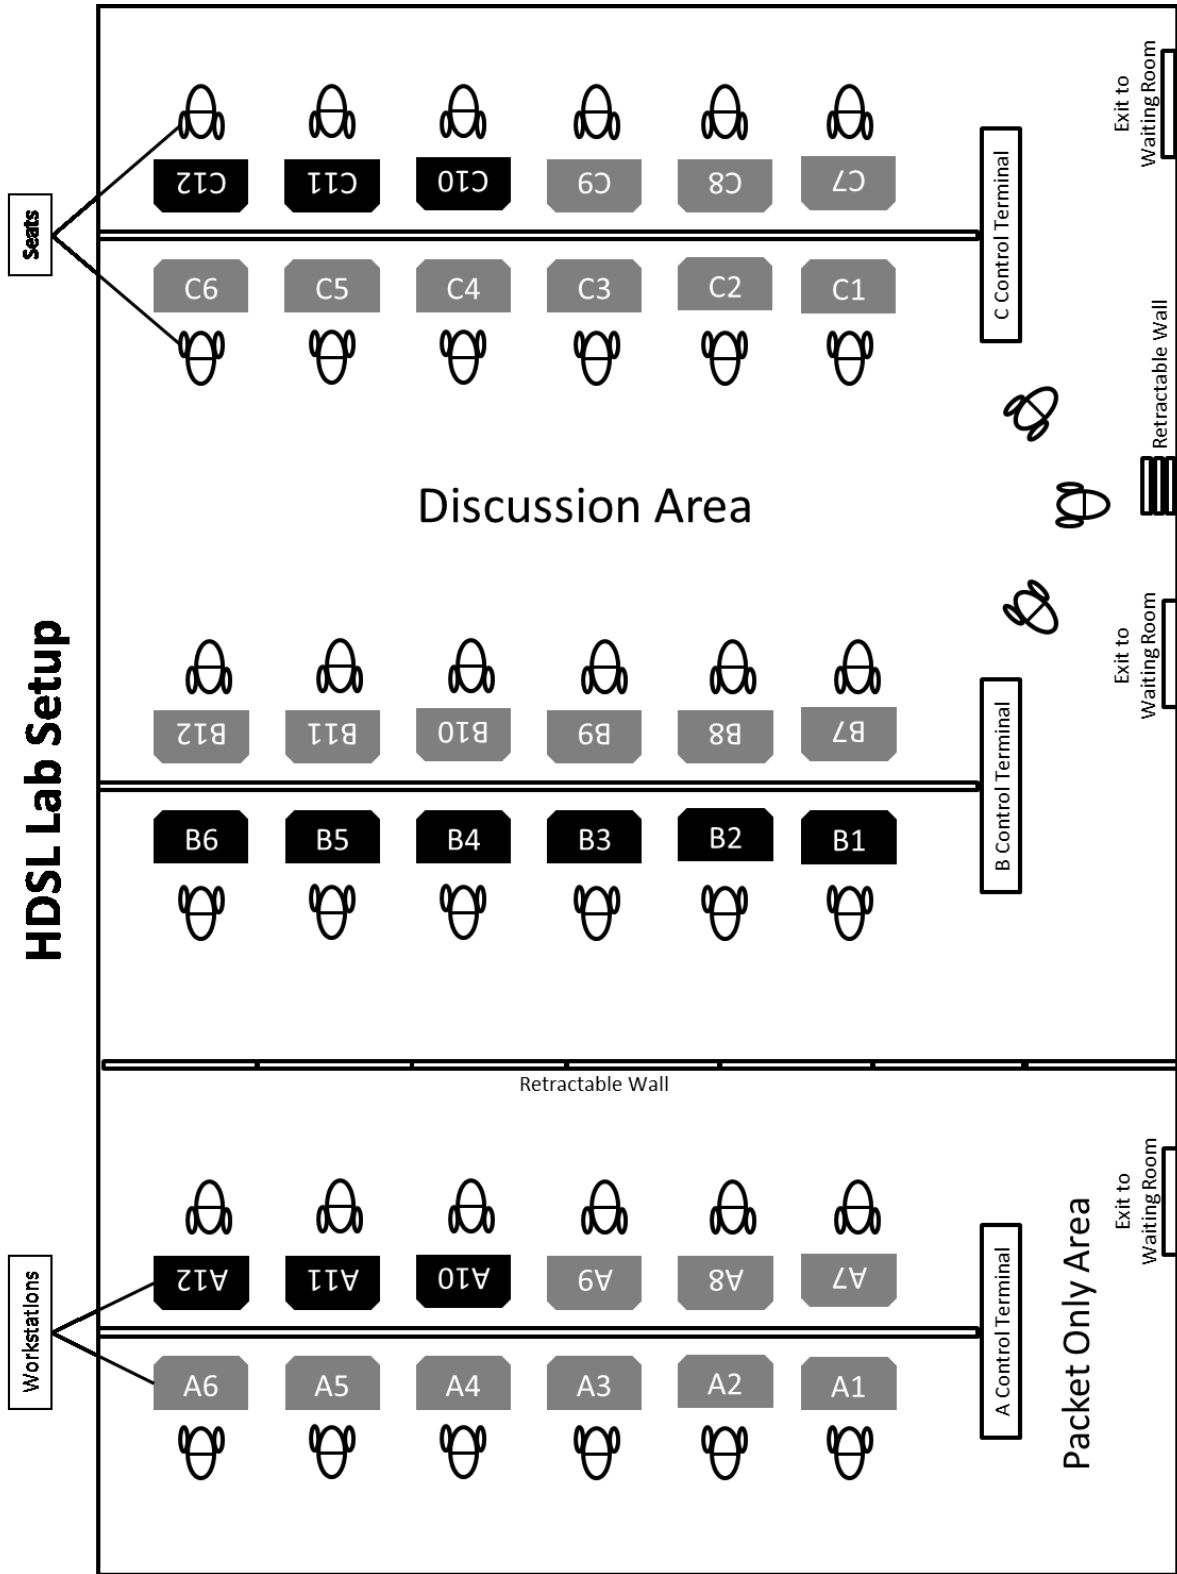 HDSL Lab Setup
Seats
C12
C11
C10
C9
C8
C7
C6
C5
C4
C3
C2
C1
C Control Terminal
Exit to
Waiting Room
Retractable Wall
Discussion Area
Exit to
Waiting Room
B12
B11
B10
B9
B8
B7
B6
B5
B4
B3
B2
B1
B Control Terminal
Retractable Wall
Workstations
A12
A11
A10
A9
A8
A7
A6
A5
A4
A3
A2
A1
A Control Terminal
Packet Only Area
Exit to
Waiting Room